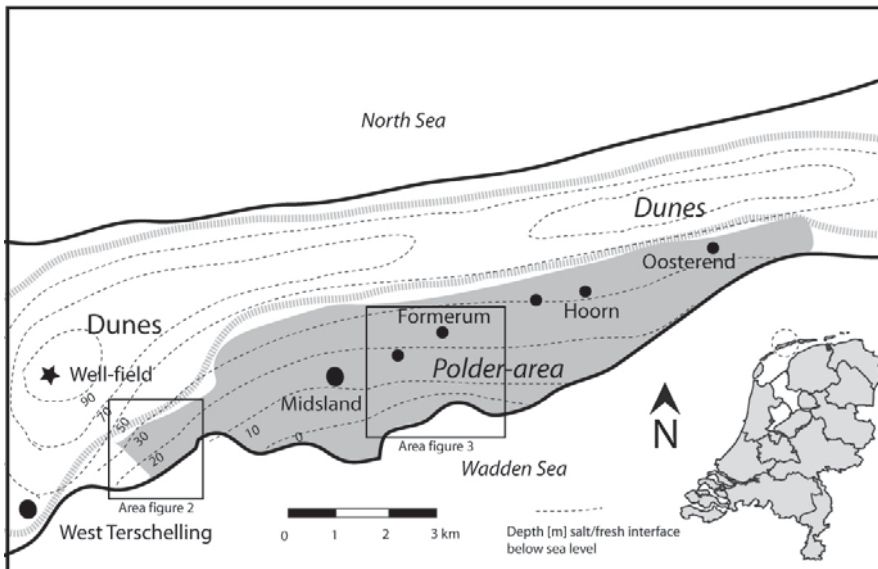 North Sea
Dunes
Oosterend
Dunes
Hoorn
Formerum
Well-field
Polder-area
Midsland
90
70
50
30
20
10
0
N
Area figure 3
Wadden Sea
Area figure 2
West Terschelling
0 1 2 3 km
Depth [m] salt/fresh interface
below sea level